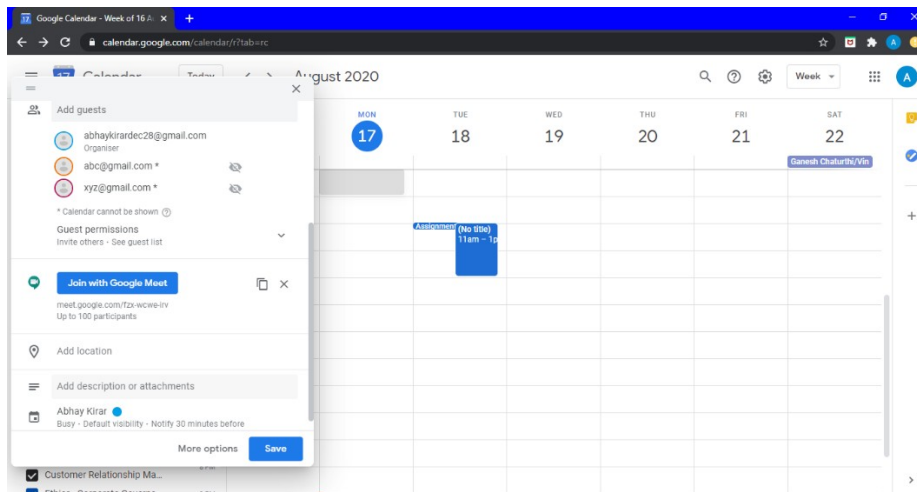 Google Calendar - Week of 16 A
calendar.google.com/calendar/r?tab=rc
17 Calendar Today August 2020 Week A
Add guests
abhaykirardec28@gmail.com
Organiser
abc@gmail.com *
xyz@gmail.com *
* Calendar cannot be shown
Guest permissions
Invite others - See guest list
Join with Google Meet
meet.google.com/fzx-wcwe-irv
Up to 100 participants
Add location
Add description or attachments
Abhay Kirar
Busy - Default visibility - Notify 30 minutes before
More options Save
Customer Relationship Ma...
MON TUE WED THU FRI SAT
17 18 19 20 21 22
Ganesh Chaturthi/Vin
Assignment (No title)
11am – 1p